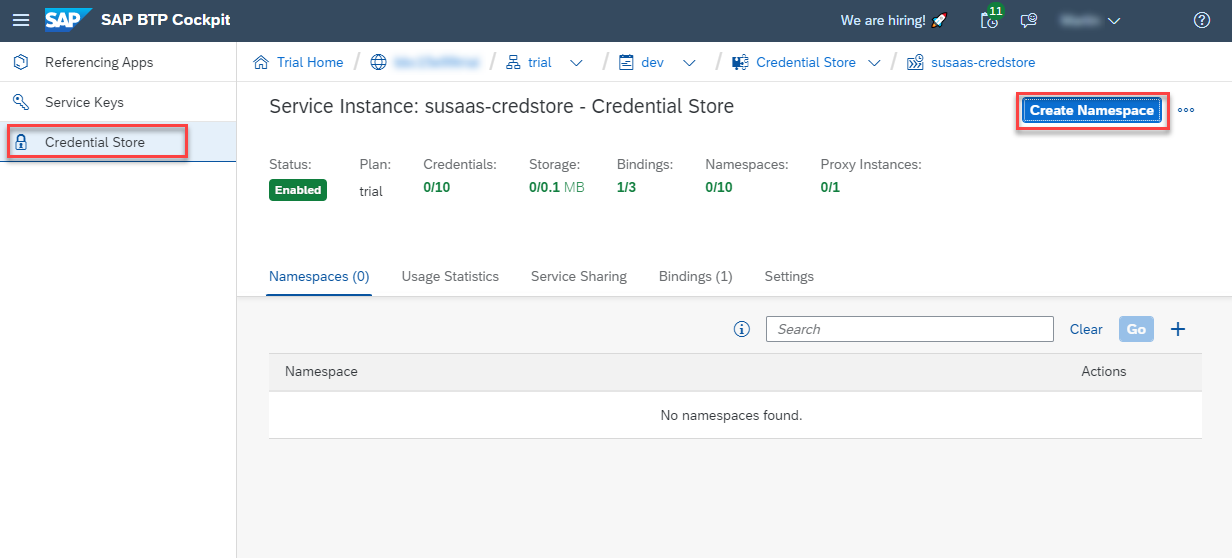 SAP SAP BTP Cockpit We are hiring! 11
Referencing Apps
Service Keys
Credential Store
Trial Home / / trial / dev / Credential Store / susaas-credstore
Service Instance: susaas-credstore - Credential Store
Create Namespace
Status: Plan: Credentials: Storage: Bindings: Namespaces: Proxy Instances:
Enabled trial 0/10 0/0.1 MB 1/3 0/10 0/1
Namespaces (0) Usage Statistics Service Sharing Bindings (1) Settings
Search Clear Go
Namespace Actions
No namespaces found.